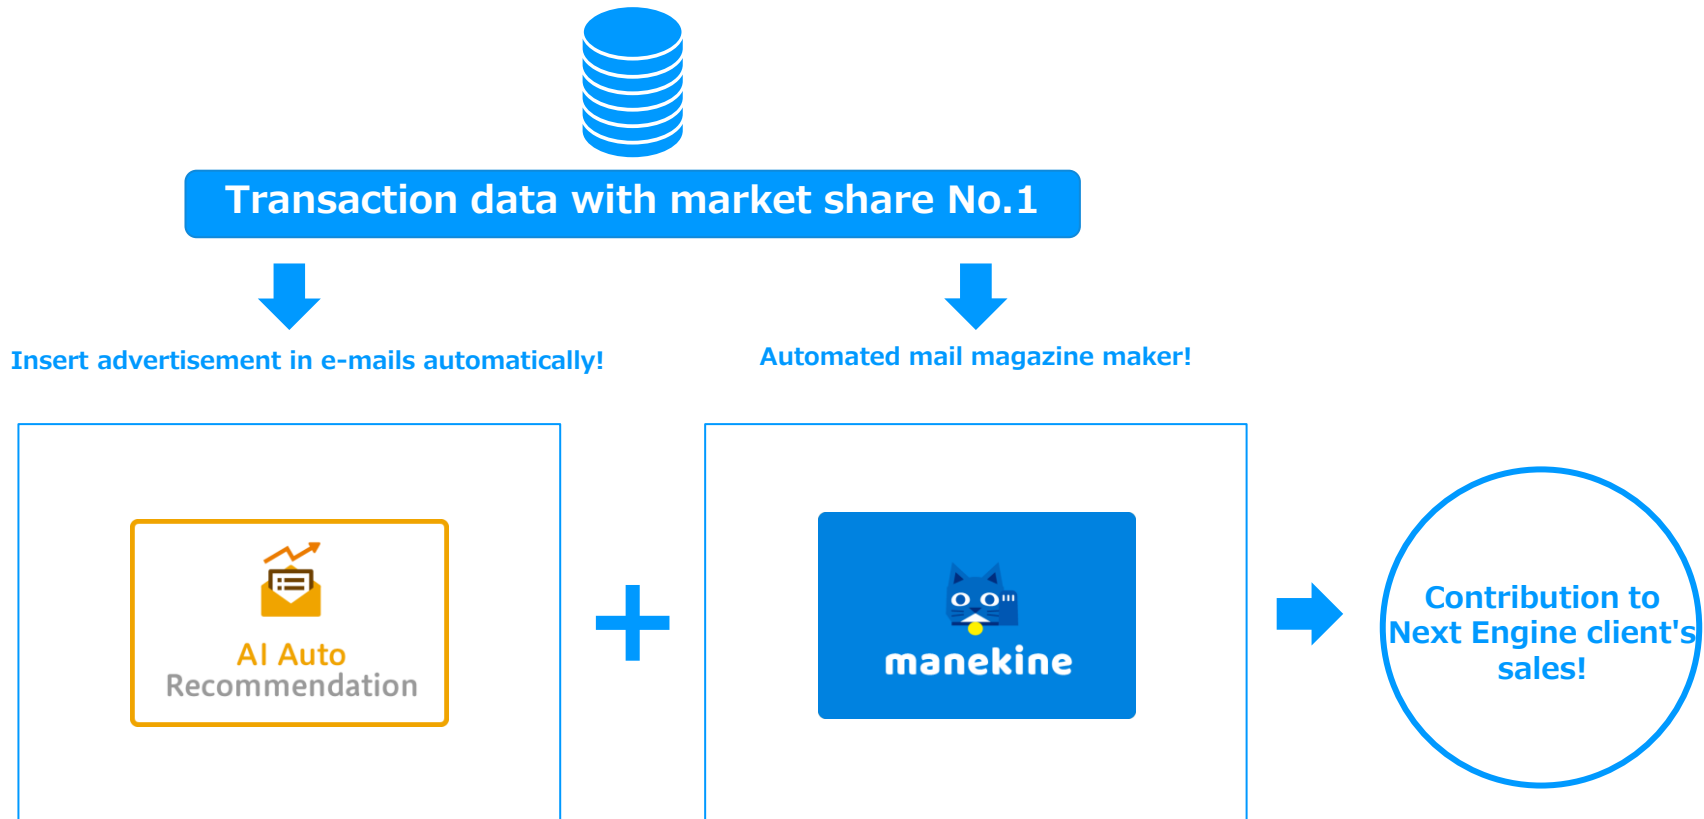 Transaction data with market share No.1
Insert advertisement in e-mails automatically!
Automated mail magazine maker!
AI Auto
Recommendation
manekine
Contribution to
Next Engine client's
sales!